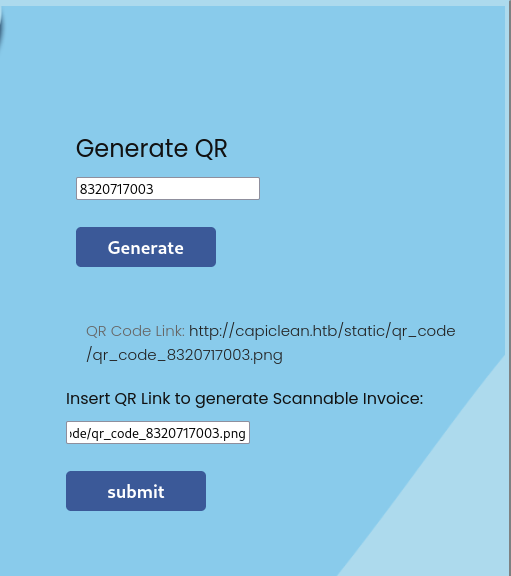 Generate QR
8320717003
Generate
QR Code Link: http://capiclean.htb/static/qr_code
/qr_code_8320717003.png
Insert QR Link to generate Scannable Invoice:
de/qr_code_8320717003.png
submit